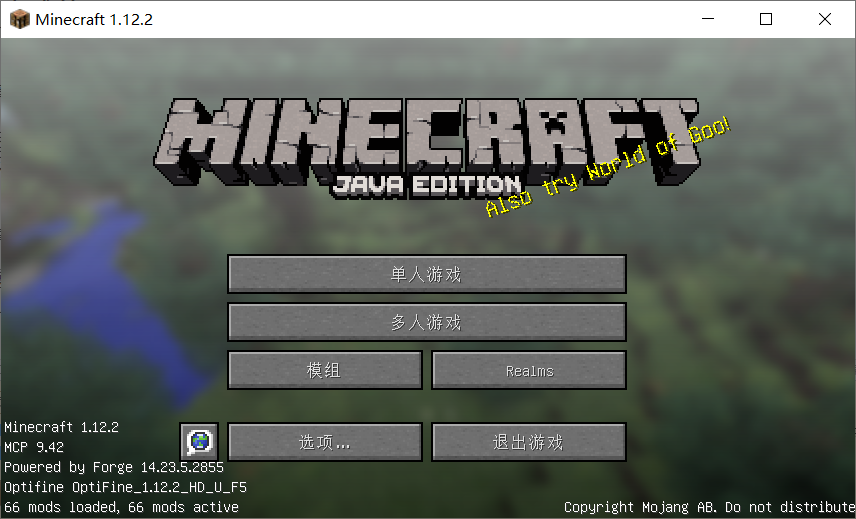 Minecraft 1.12.2
MINECRAFT
JAVA EDITION
Also try World of Goo!
单人游戏
多人游戏
模组
Realms
选项...
退出游戏
Minecraft 1.12.2
MCP 9.42
Powered by Forge 14.23.5.2855
Optifine OptiFine_1.12.2_HD_U_F5
66 mods loaded, 66 mods active
Copyright Mojang AB. Do not distribute